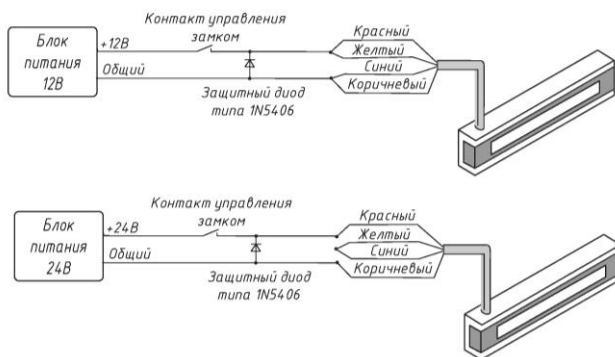 Контакт управления
замком
Блок
питания
12В
+12В
Общий
Защитный диод
типа 1N5406
Красный
Желтый
Синий
Коричневый
Контакт управления
замком
Блок
питания
24В
+24В
Общий
Защитный диод
типа 1N5406
Красный
Желтый
Синий
Коричневый